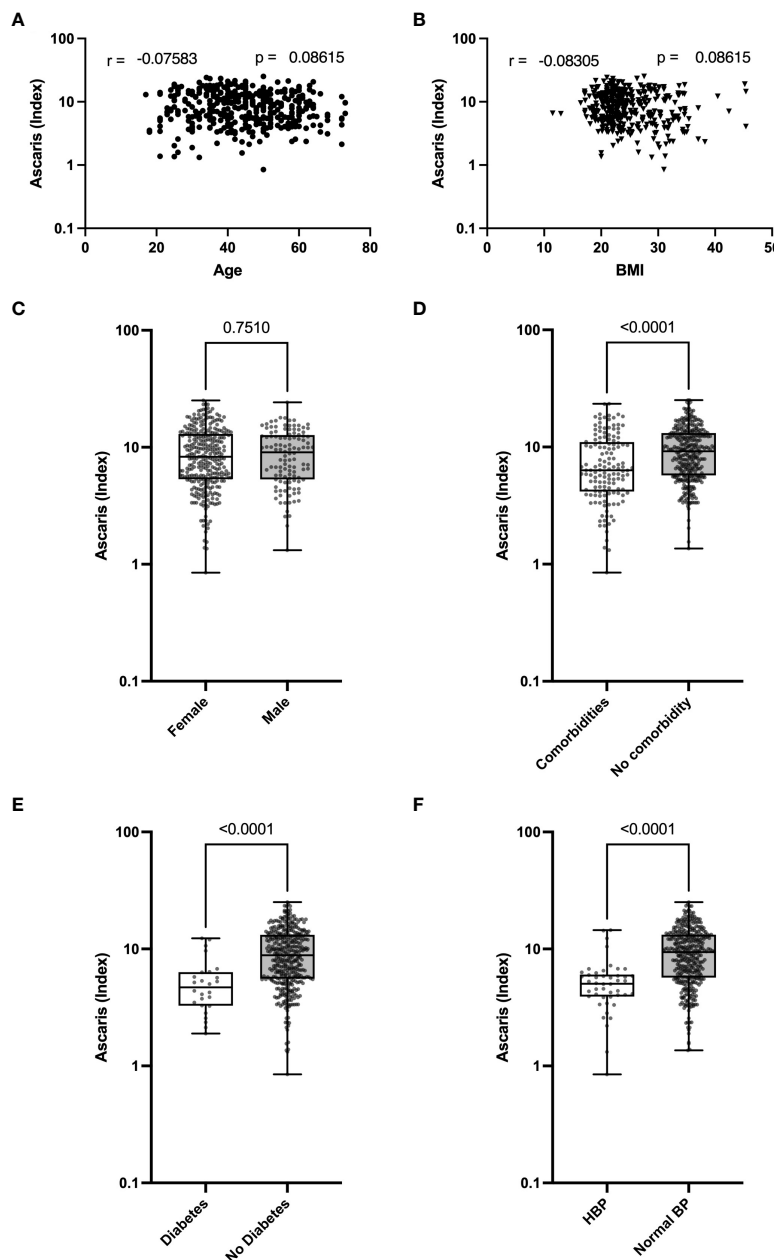 A
r = -0.07583 p = 0.08615
100
10
1
0.1
Ascaris (Index)
0 20 40 60 80
Age
B
r = -0.08305 p = 0.08615
100
10
1
0.1
Ascaris (Index)
0 10 20 30 40 50
BMI
C
0.7510
100
10
1
0.1
Ascaris (Index)
Female Male
D
<0.0001
100
10
1
0.1
Ascaris (Index)
Comorbidities No comorbidity
E
<0.0001
100
10
1
0.1
Ascaris (Index)
Diabetes No Diabetes
F
<0.0001
100
10
1
0.1
Ascaris (Index)
HBP Normal BP